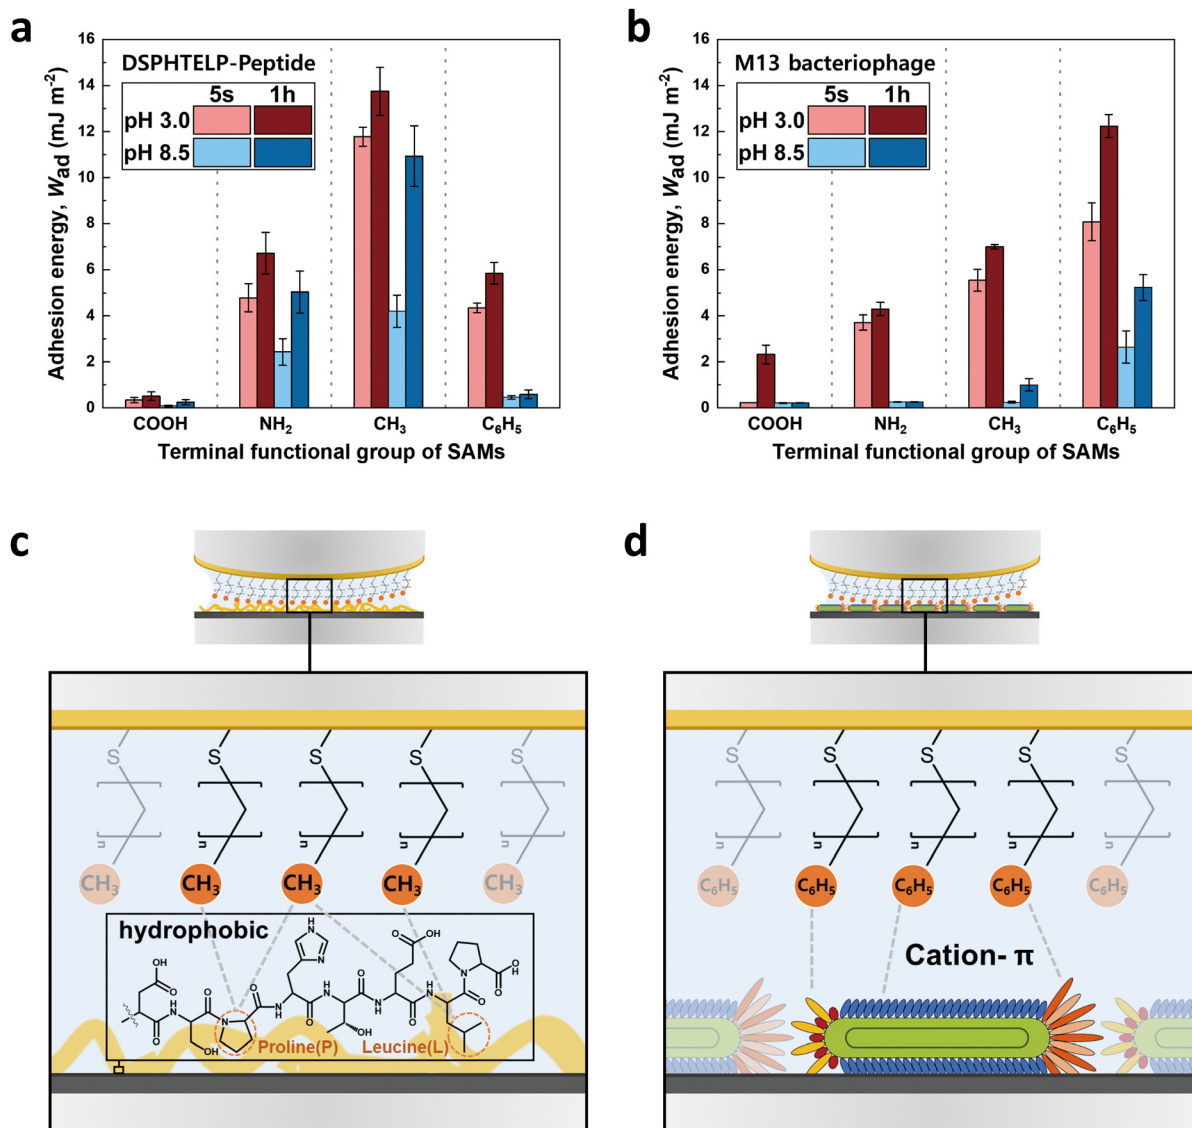 a
16
14
12
10
8
6
4
2
0
Adhesion energy, Wad (mJ m⁻²)
DSPHTELP-Peptide
5s 1h
pH 3.0
pH 8.5
COOH NH₂ CH₃ C₆H₅
Terminal functional group of SAMs
b
16
14
12
10
8
6
4
2
0
Adhesion energy, Wad (mJ m⁻²)
M13 bacteriophage
5s 1h
pH 3.0
pH 8.5
COOH NH₂ CH₃ C₆H₅
Terminal functional group of SAMs
c
S S S S S
n n n n n
CH₃ CH₃ CH₃ CH₃ CH₃
hydrophobic
H
N
N
OH
O
OH
O
O
OH
O
H
N
O
N
O
N
H
O
H
N
O
N
H
O
H
N
O
N
O
OH
OH
Proline(P)
Leucine(L)
d
S S S S S
n n n n n
C₆H₅ C₆H₅ C₆H₅ C₆H₅ C₆H₅
Cation- π